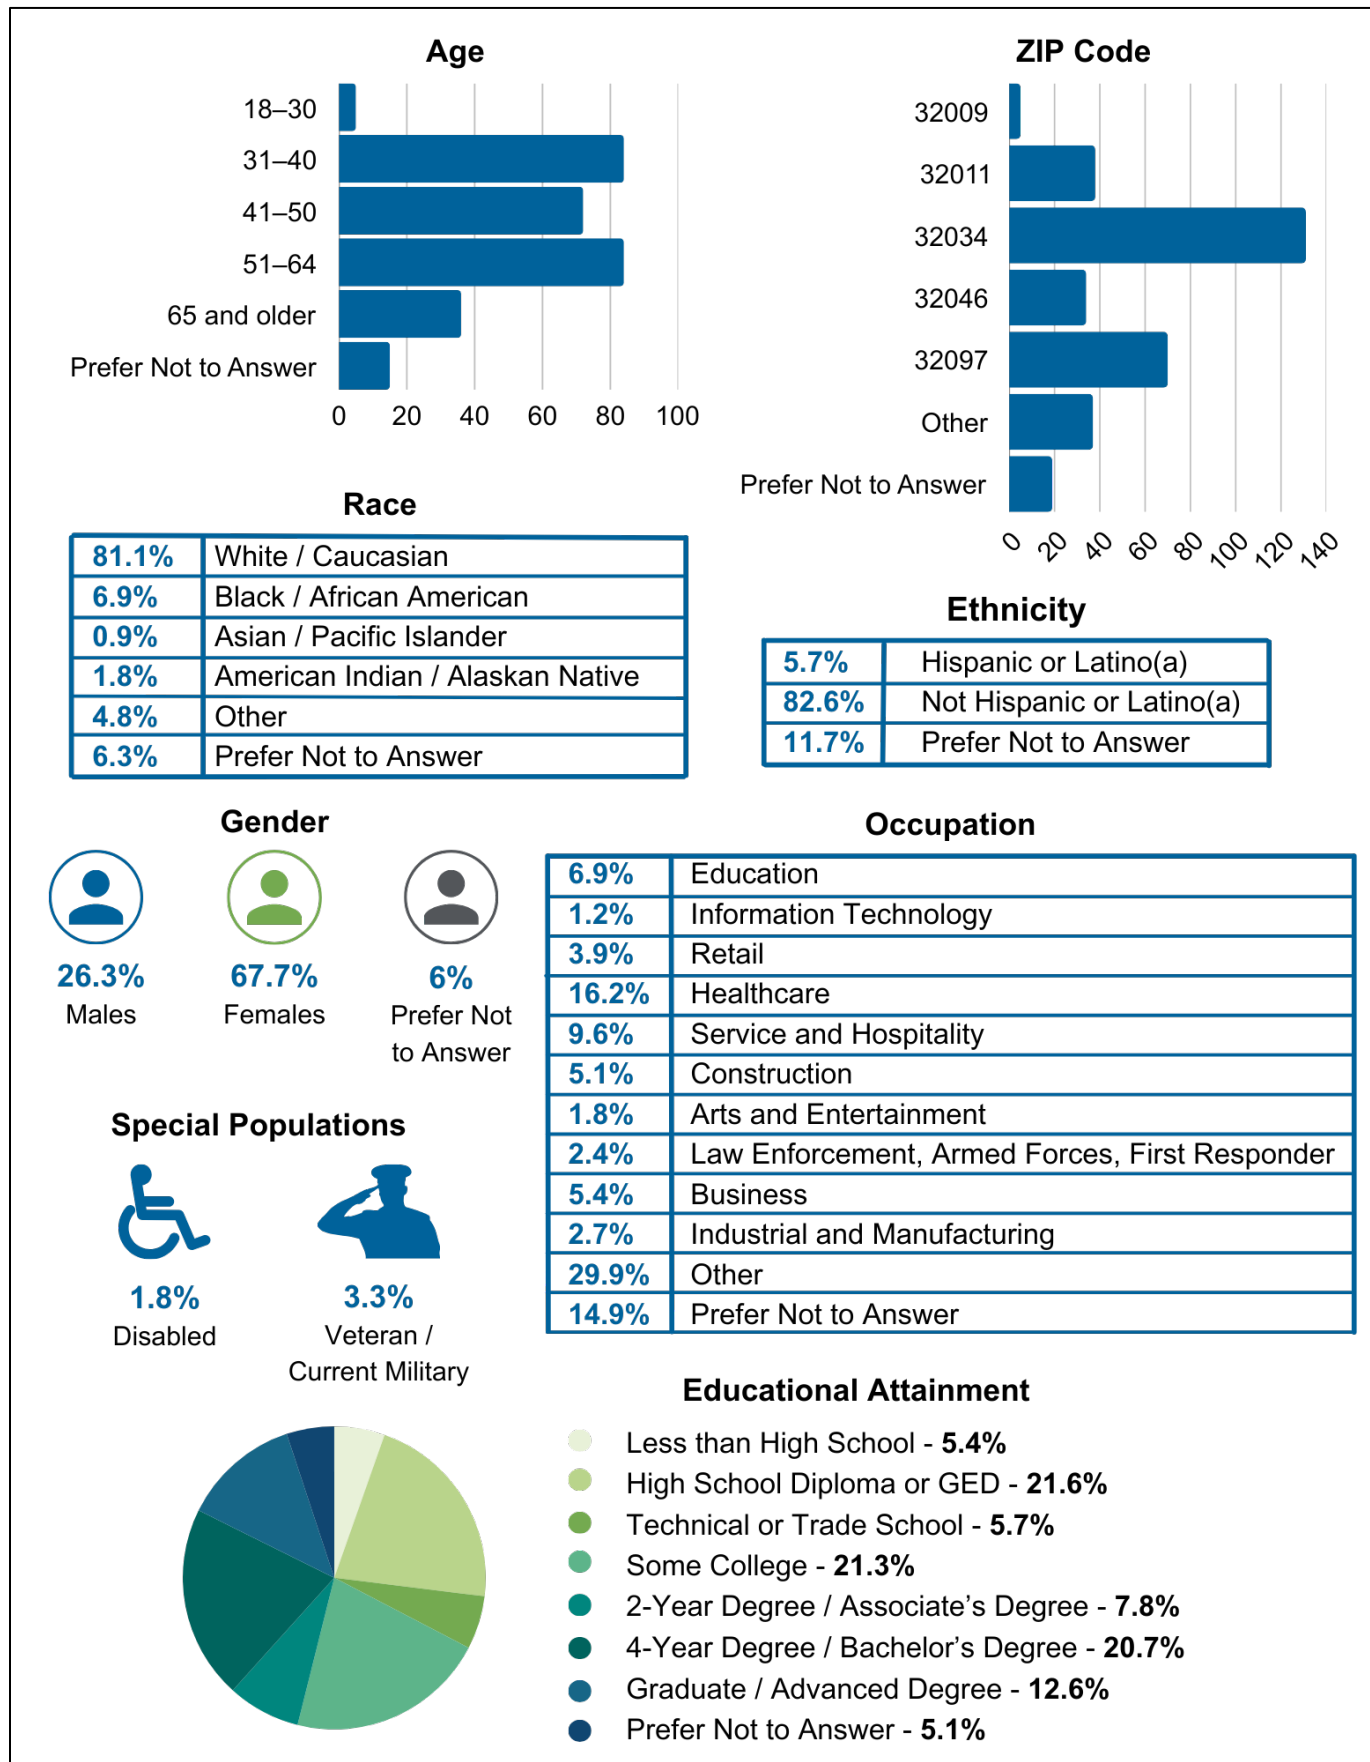 Age
18–30
31–40
41–50
51–64
65 and older
Prefer Not to Answer
0 20 40 60 80 100
ZIP Code
32009
32011
32034
32046
32097
Other
Prefer Not to Answer
0 20 40 60 80 100 120 140
Race
81.1% White / Caucasian
6.9% Black / African American
0.9% Asian / Pacific Islander
1.8% American Indian / Alaskan Native
4.8% Other
6.3% Prefer Not to Answer
Ethnicity
5.7% Hispanic or Latino(a)
82.6% Not Hispanic or Latino(a)
11.7% Prefer Not to Answer
Gender
26.3%
Males
67.7%
Females
6%
Prefer Not
to Answer
Occupation
6.9% Education
1.2% Information Technology
3.9% Retail
16.2% Healthcare
9.6% Service and Hospitality
5.1% Construction
1.8% Arts and Entertainment
2.4% Law Enforcement, Armed Forces, First Responder
5.4% Business
2.7% Industrial and Manufacturing
29.9% Other
14.9% Prefer Not to Answer
Special Populations
1.8%
Disabled
3.3%
Veteran /
Current Military
Educational Attainment
Less than High School - 5.4%
High School Diploma or GED - 21.6%
Technical or Trade School - 5.7%
Some College - 21.3%
2-Year Degree / Associate’s Degree - 7.8%
4-Year Degree / Bachelor’s Degree - 20.7%
Graduate / Advanced Degree - 12.6%
Prefer Not to Answer - 5.1%